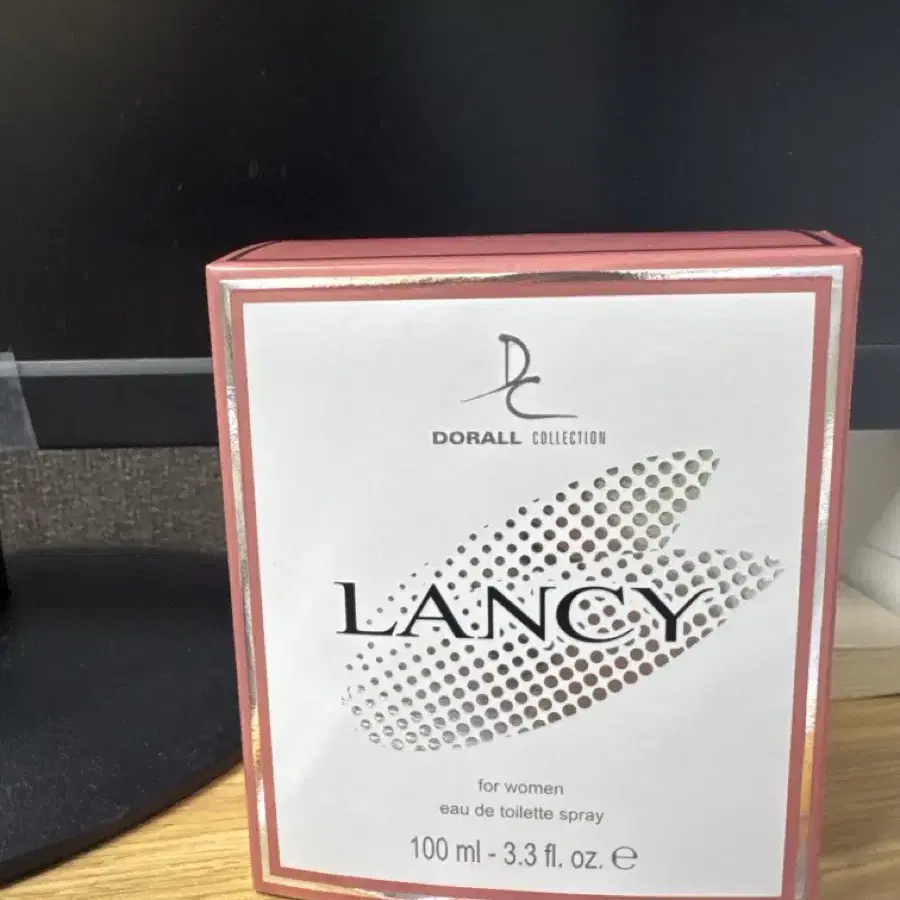 DC
DORALL COLLECTION
LANCY
for women
eau de toilette spray
100 ml - 3.3 fl. oz. ℮